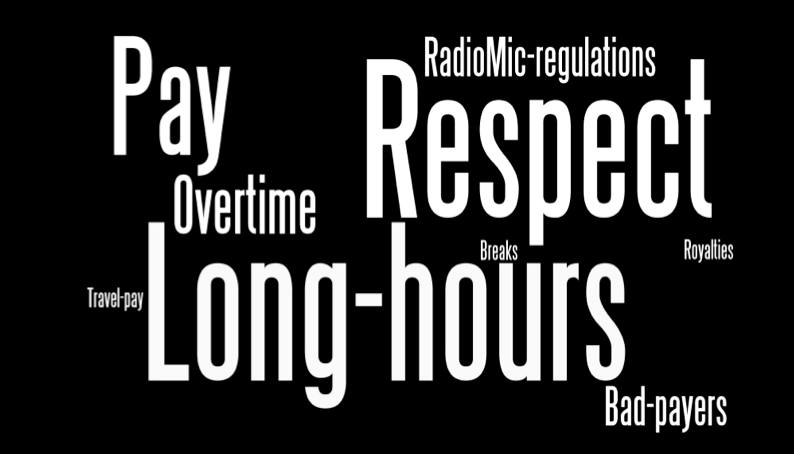 RadioMic-regulations
Pay
Respect
Overtime
Breaks
Royalties
Travel-pay
Long-hours
Bad-payers